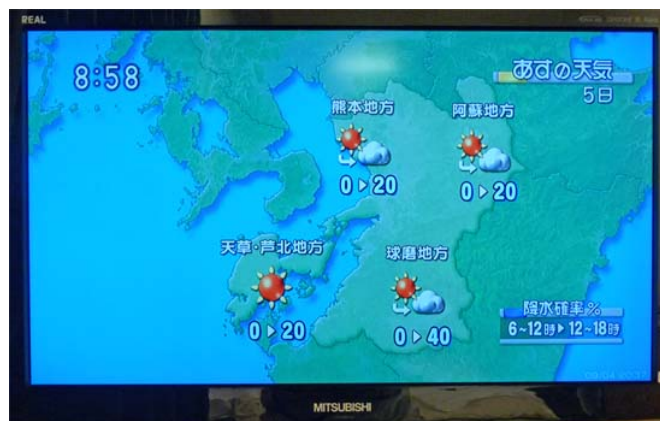 REAL
8:58
あすの天気
5日
熊本地方
0▶20
阿蘇地方
0▶20
天草・芦北地方
0▶20
球磨地方
0▶40
降水確率%
6~12時▶12~18時
MITSUBISHI